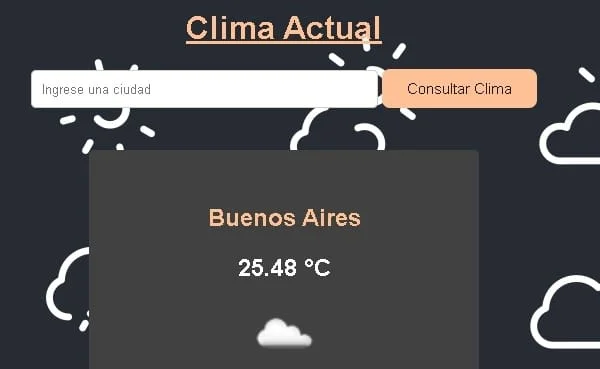 Clima Actual
Ingrese una ciudad
Consultar Clima
Buenos Aires
25.48 °C